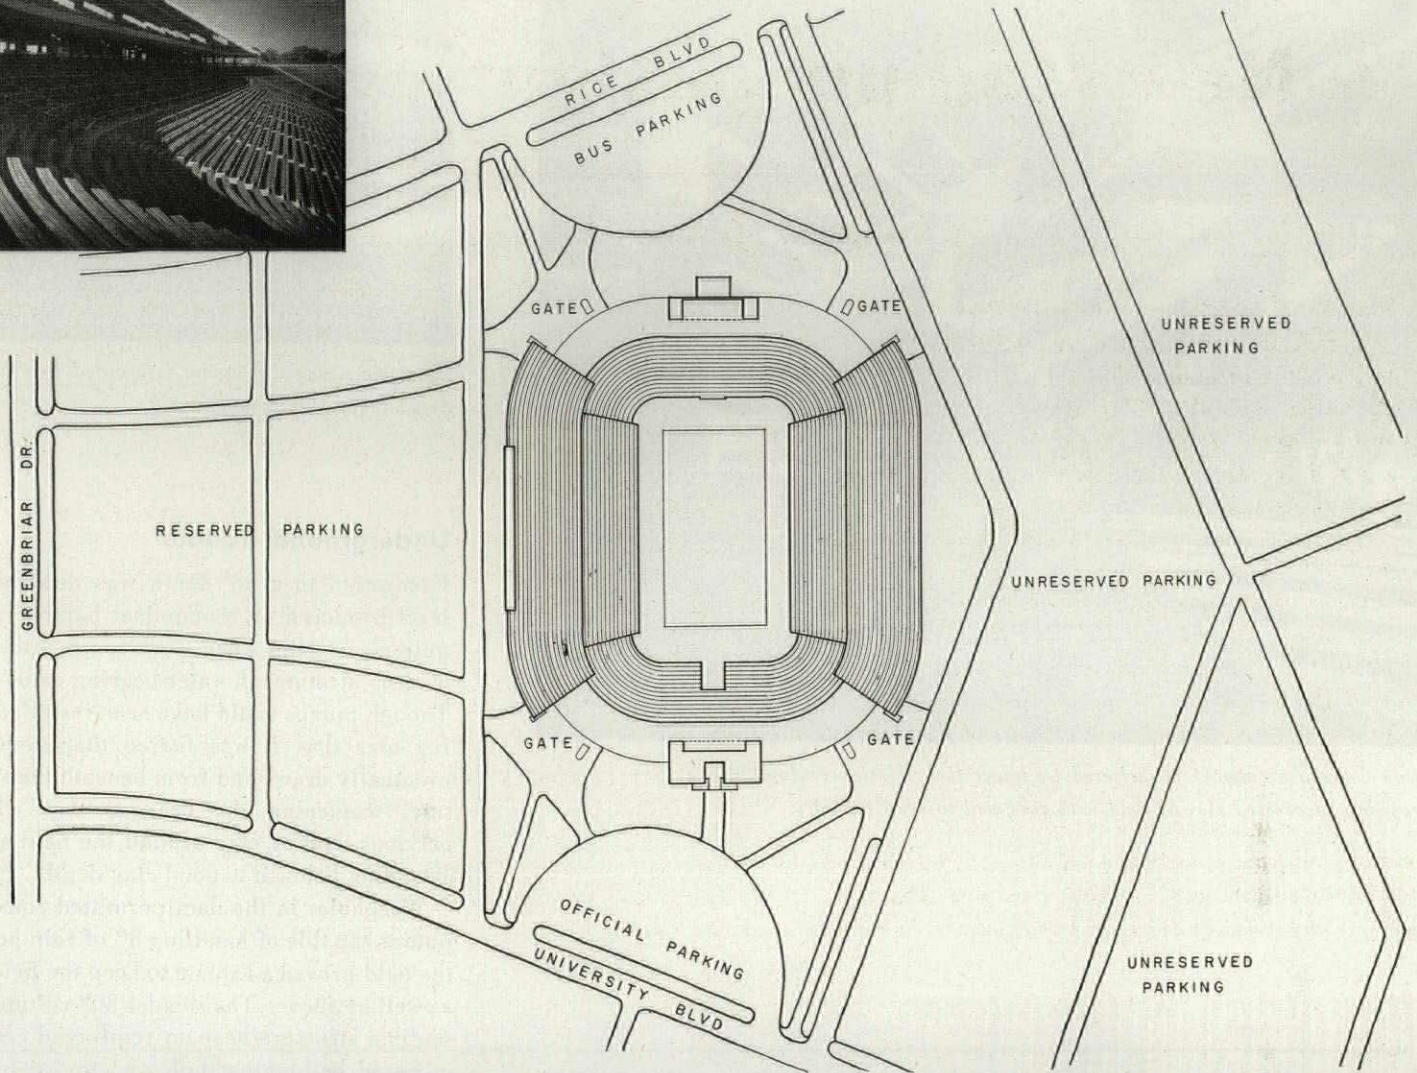 RICE BLVD
BUS PARKING
GATE
GATE
UNRESERVED
PARKING
GREENBRIAR DR.
RESERVED PARKING
UNRESERVED PARKING
GATE
GATE
OFFICIAL PARKING
UNIVERSITY BLVD
UNRESERVED
PARKING